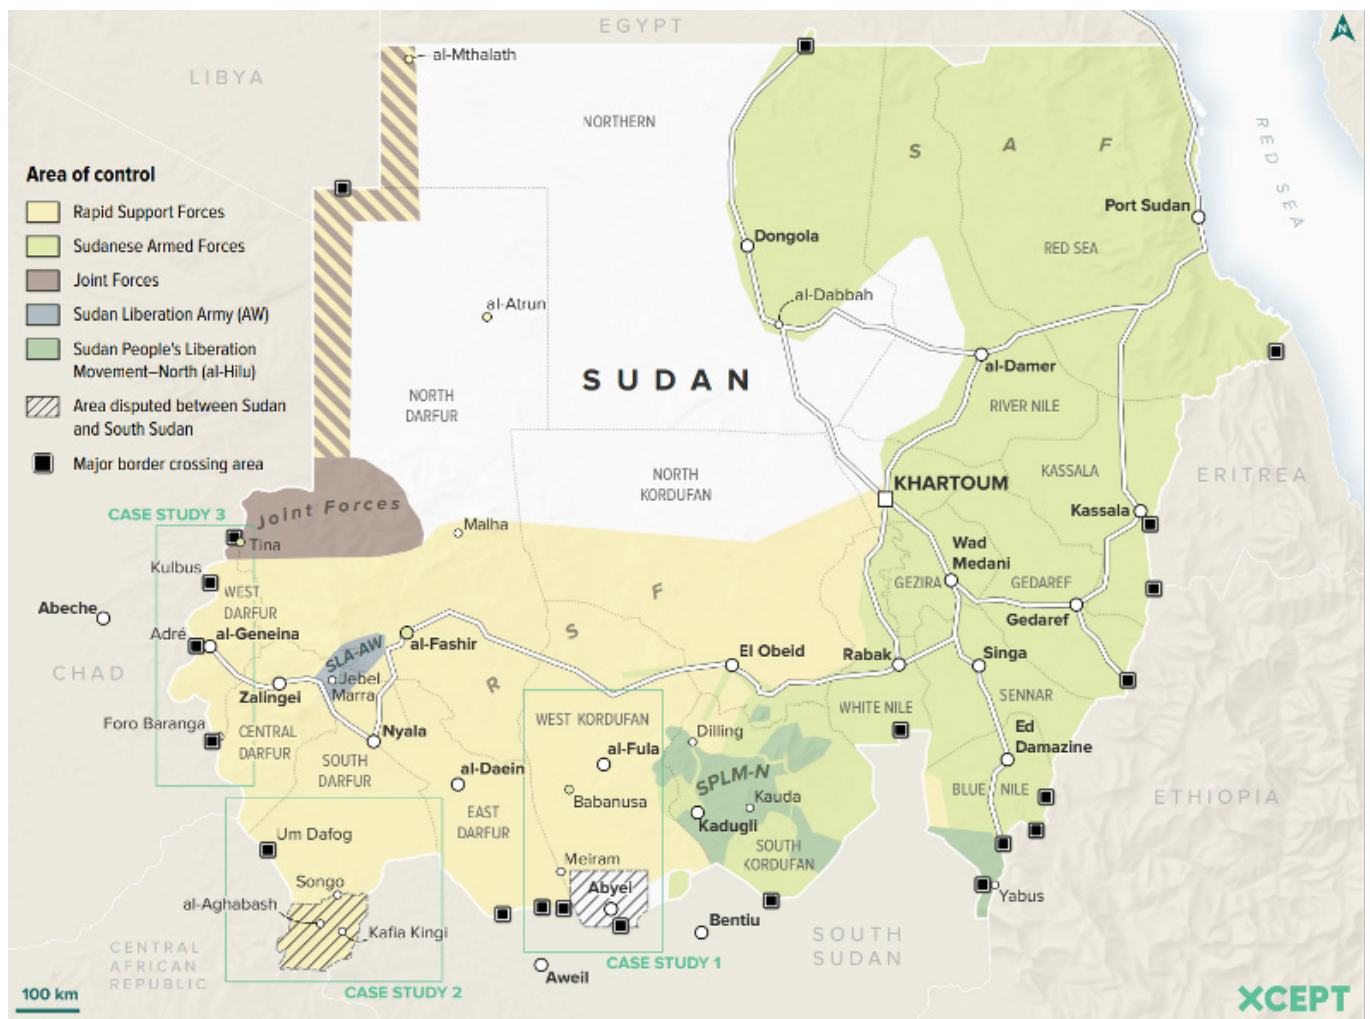 EGYPT
N
LIBYA
al-Mthalath
NORTHERN
S A F
RED SEA
Area of control
Rapid Support Forces
Sudanese Armed Forces
Joint Forces
Sudan Liberation Army (AW)
Sudan People's Liberation
Movement–North (al-Hilu)
Area disputed between Sudan
and South Sudan
Major border crossing area
Port Sudan
Dongola
RED SEA
al-Dabbah
al-Atrun
SUDAN
al-Damer
NORTH
DARFUR
RIVER NILE
NORTH
KORDUFAN
KASSALA
ERITREA
KHARTOUM
Joint Forces
CASE STUDY 3
Kassala
Malha
Tina
Wad
Medani
Kulbus
GEZIRA
GEDAREF
WEST
DARFUR
R S F
Abeche
Gedaref
Adré
al-Geneina
al-Fashir
El Obeid
Rabak
Singa
SLA-AW
CHAD
Jebel
Marra
Zalingei
SENNAR
WHITE NILE
Foro Baranga
WEST KORDUFAN
Dilling
Nyala
Ed
Damazine
CENTRAL
DARFUR
al-Fula
SOUTH
DARFUR
al-Daein
SPLM-N
BLUE NILE
ETHIOPIA
Babanusa
Kauda
EAST
DARFUR
Kadugli
Um Dafog
SOUTH
KORDUFAN
Meiram
Songo
Abyei
Yabus
al-Aghabash
Kafia Kingi
Bentiu
CENTRAL
AFRICAN
REPUBLIC
SOUTH
SUDAN
CASE STUDY 1
Aweil
CASE STUDY 2
100 km
XCEPT